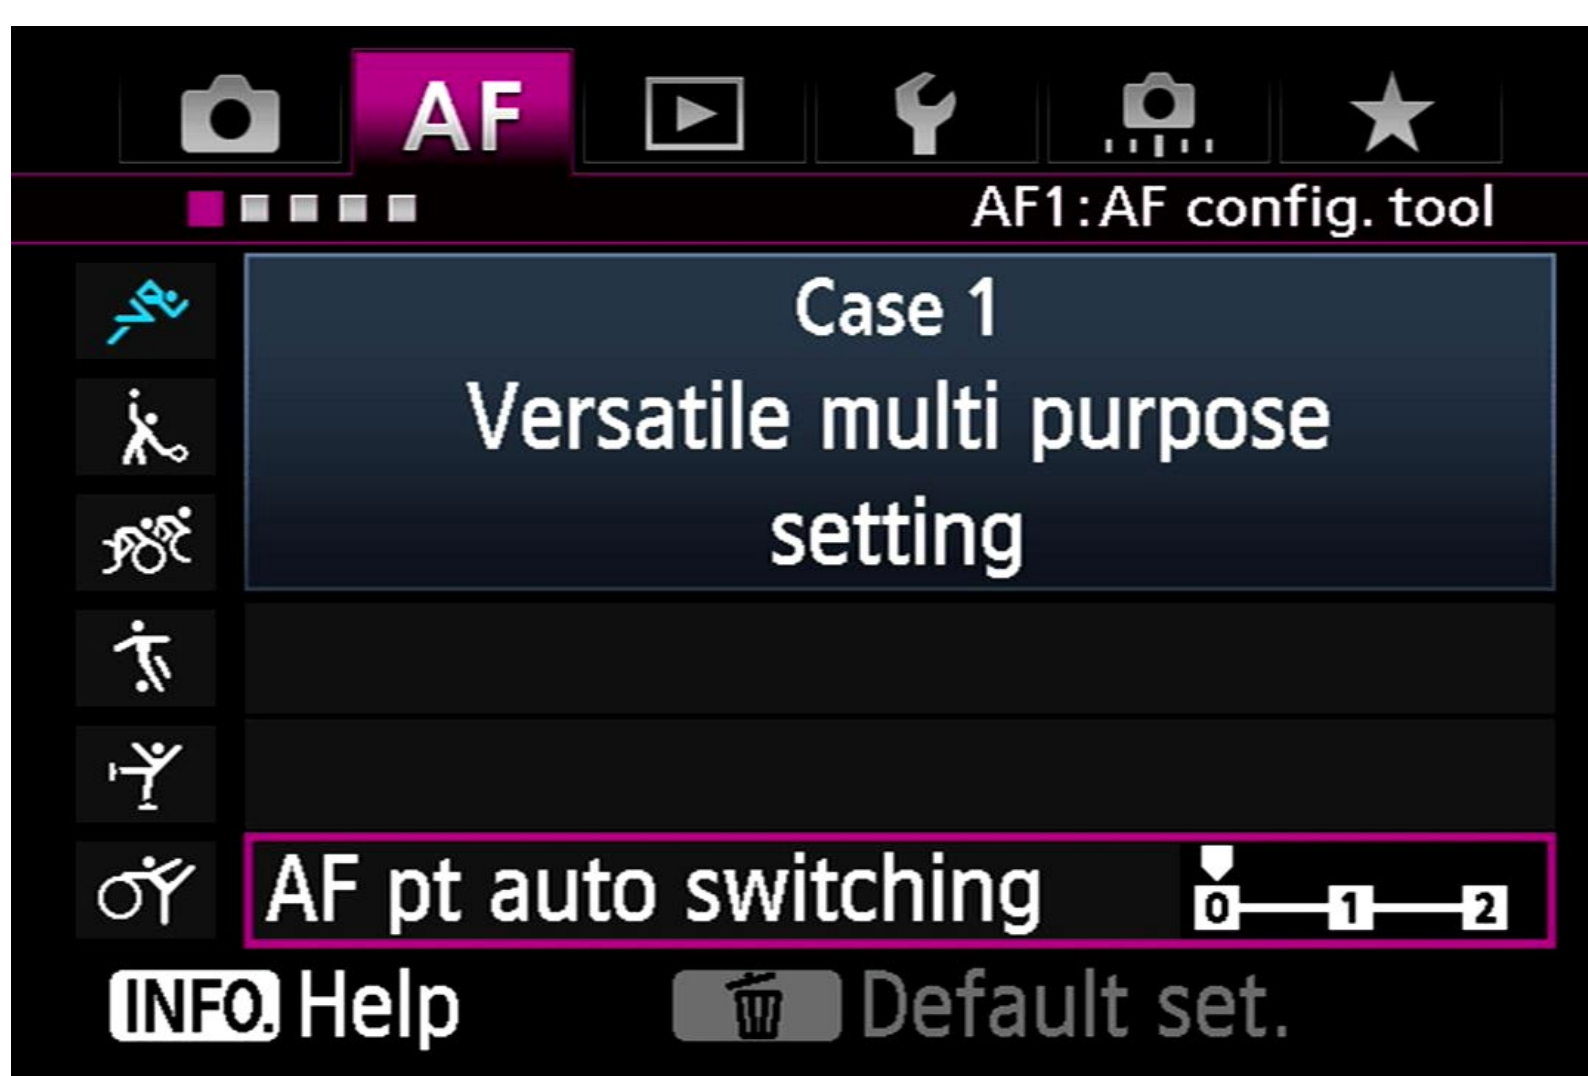 AF
AF1:AF config. tool
Case 1
Versatile multi purpose
setting
AF pt auto switching
0 1 2
INFO. Help Default set.